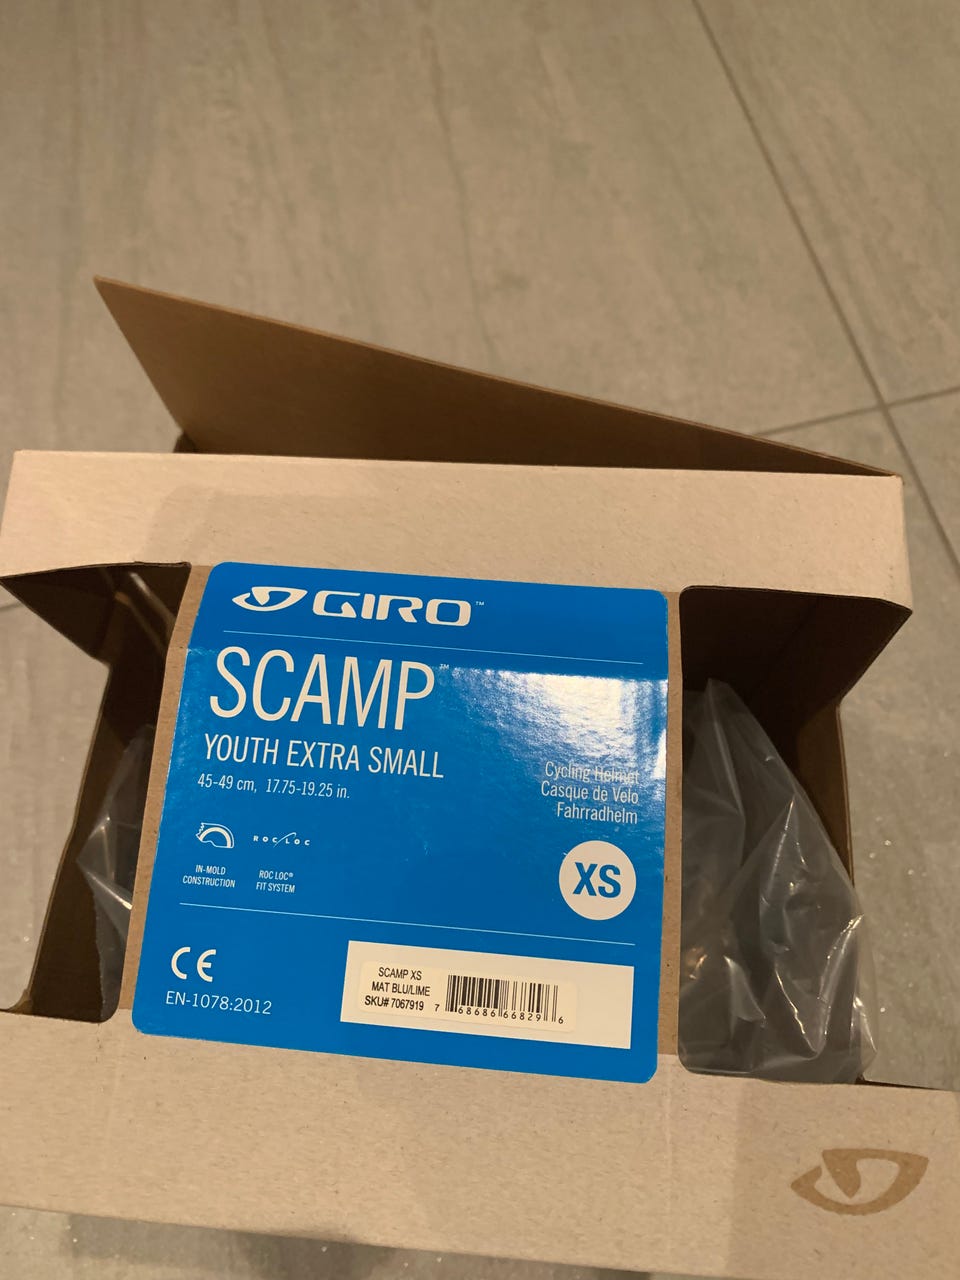 GIRO™
SCAMP™
YOUTH EXTRA SMALL
45-49 cm, 17.75-19.25 in.
Cycling Helmet
Casque de Velo
Fahrradhelm
XS
ROC LOC
IN-MOLD
CONSTRUCTION
ROC LOC®
FIT SYSTEM
CE
EN-1078:2012
SCAMP XS
MAT BLU/LIME
SKU# 7067919
7 68686 66829 6